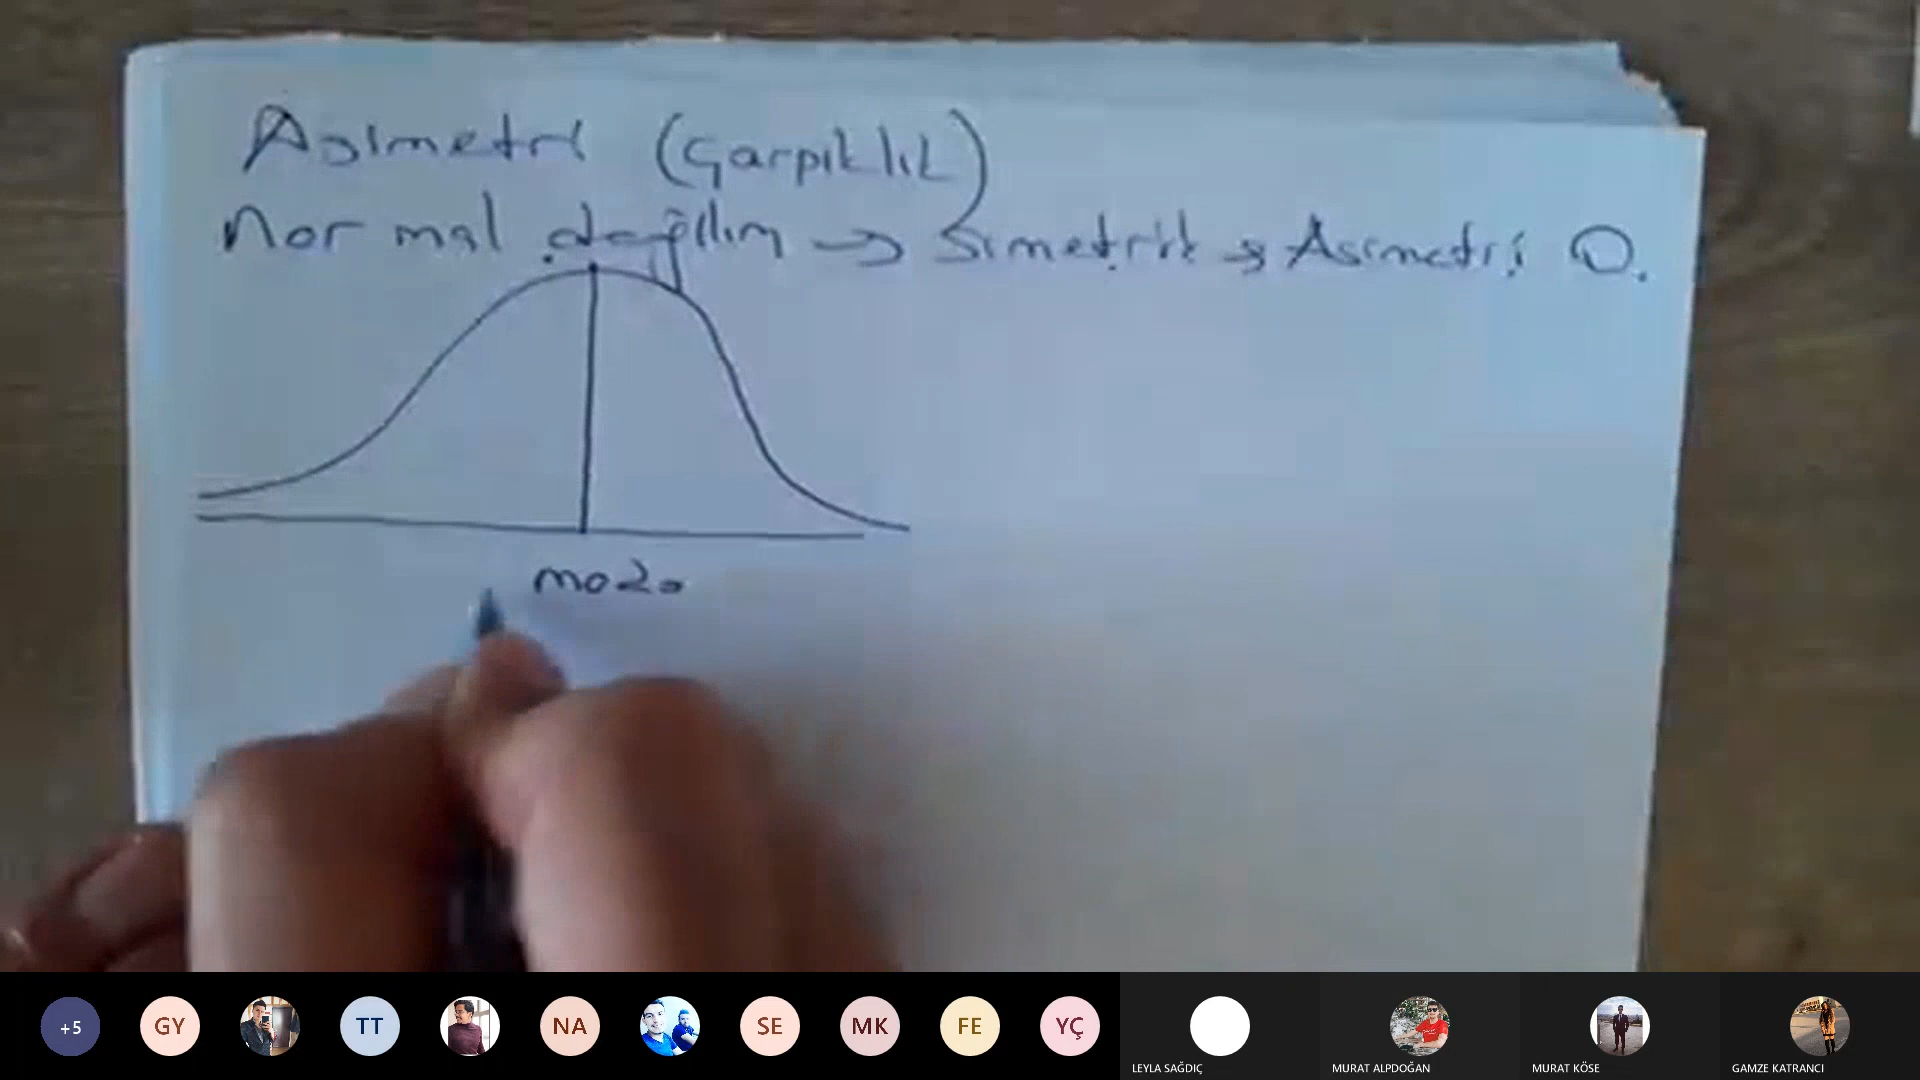 Asimetri (Çarpıklık)
Normal dağılım → Simetrik → Asimetri 0.
+5
GY
TT
NA
SE
MK
FE
YÇ
LEYLA SAĞDIÇ
MURAT ALPDOĞAN
MURAT KÖSE
GAMZE KATRANCI